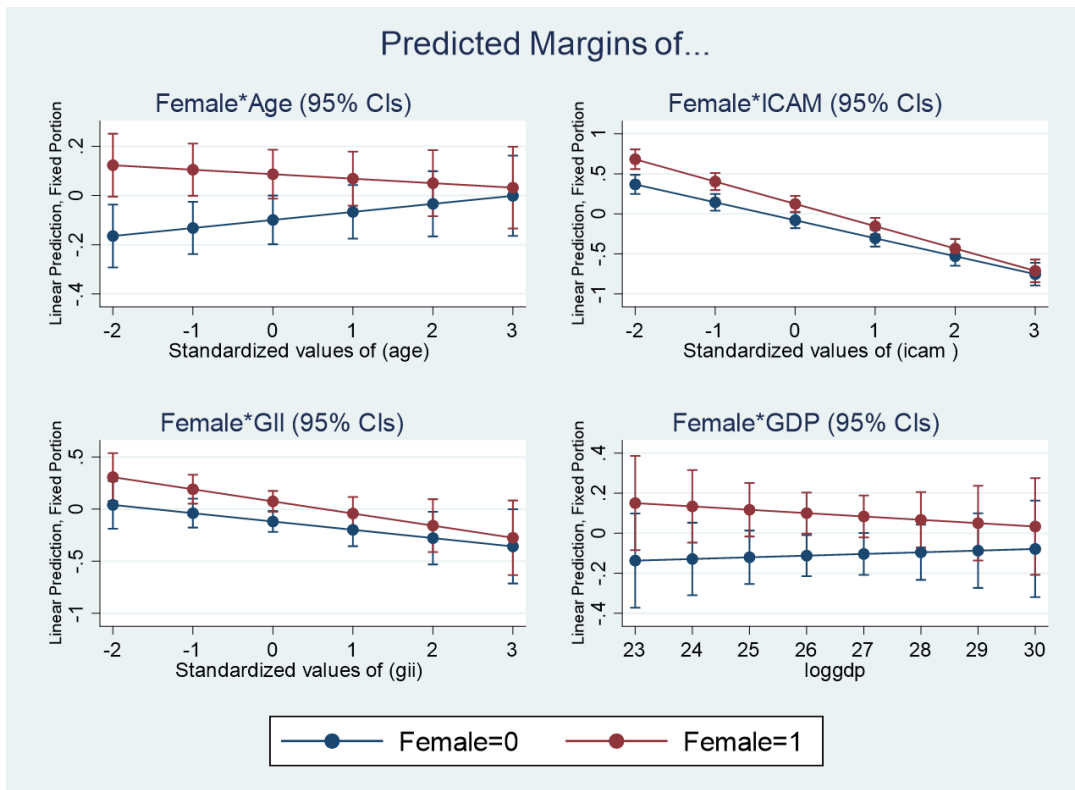 Predicted Margins of...
Female*Age (95% CIs)
Linear Prediction, Fixed Portion
.2
0
-.2
-.4
-2 -1 0 1 2 3
Standardized values of (age)
Female*ICAM (95% CIs)
Linear Prediction, Fixed Portion
1
.5
0
-.5
-1
-2 -1 0 1 2 3
Standardized values of (icam )
Female*GII (95% CIs)
Linear Prediction, Fixed Portion
.5
0
-.5
-1
-2 -1 0 1 2 3
Standardized values of (gii)
Female*GDP (95% CIs)
Linear Prediction, Fixed Portion
.4
.2
0
-.2
-.4
23 24 25 26 27 28 29 30
loggdp
Female=0 Female=1